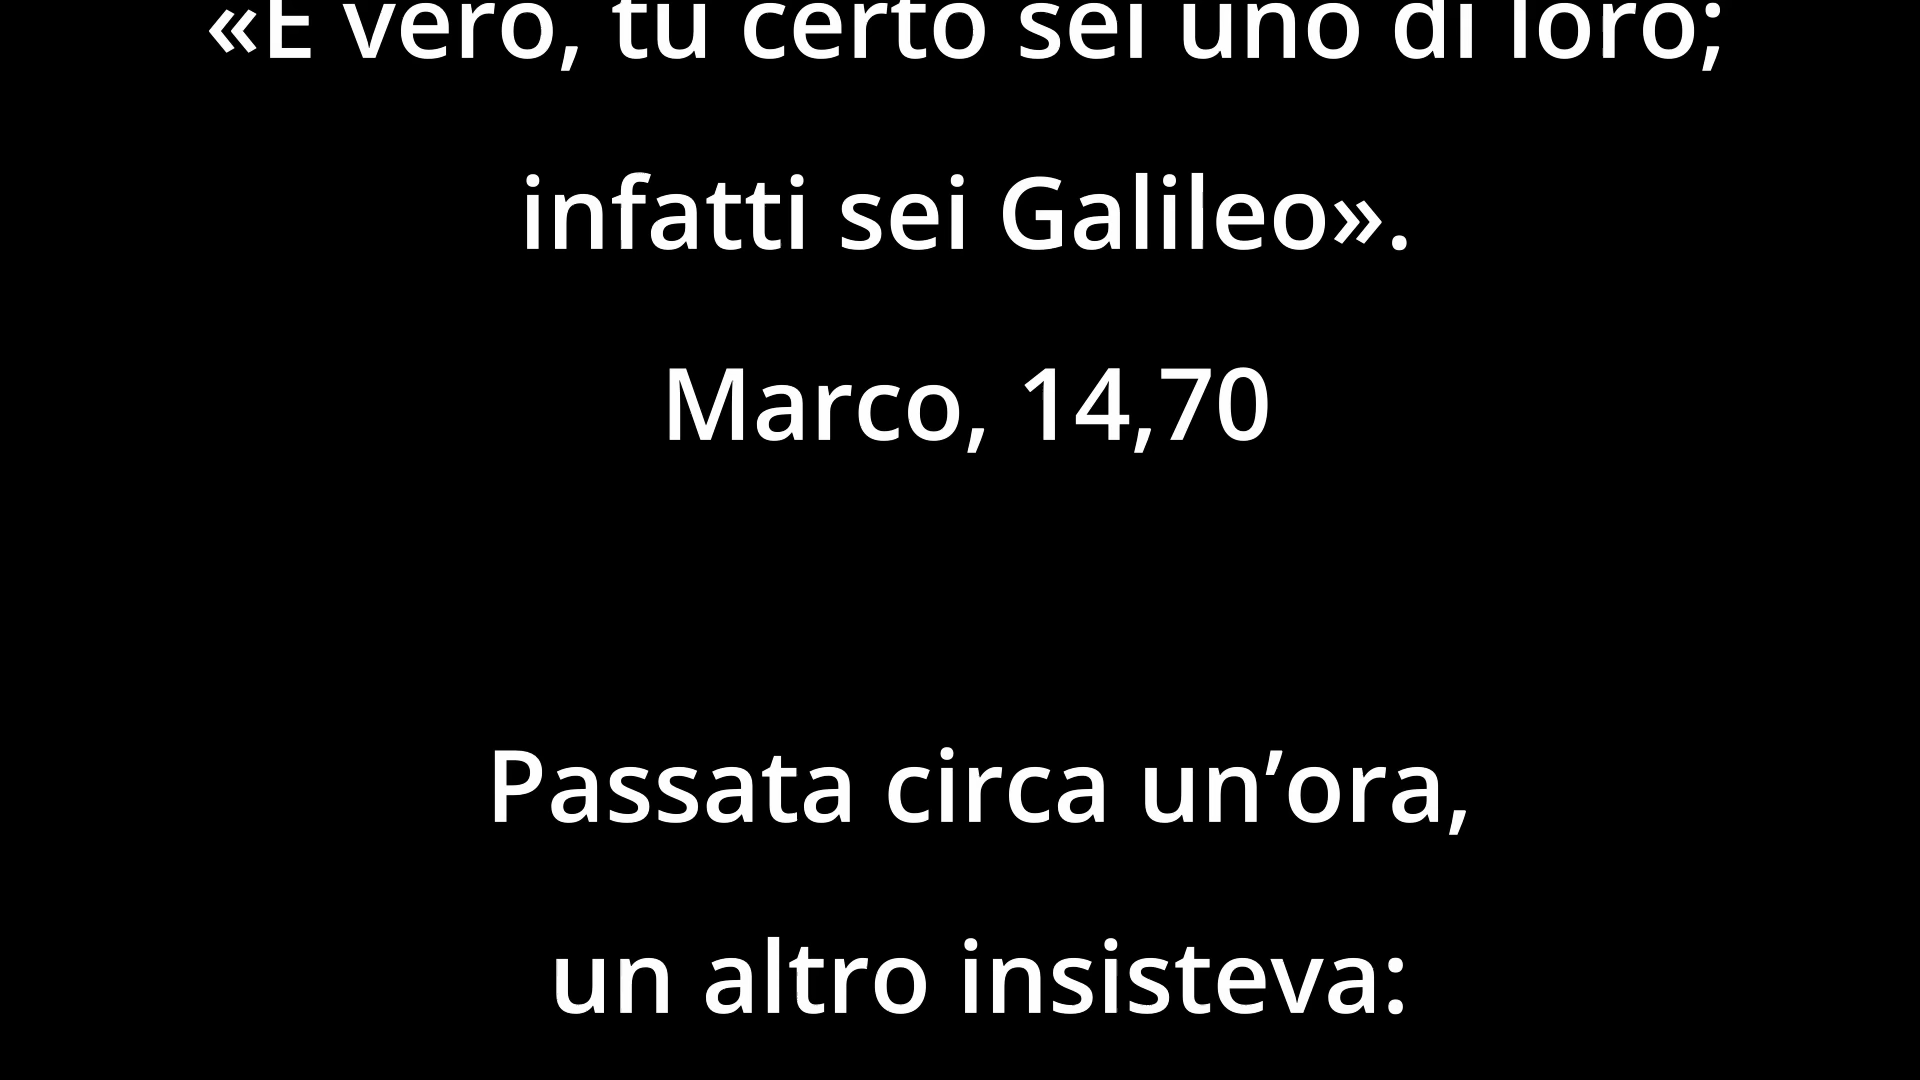 «È vero, tu certo sei uno di loro;
infatti sei Galileo».
Marco, 14,70
Passata circa un’ora,
un altro insisteva: